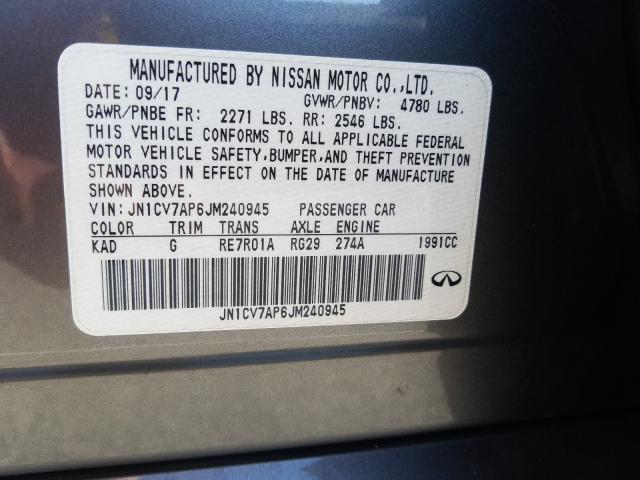 MANUFACTURED BY NISSAN MOTOR CO.,LTD.
DATE: 09/17 GVWR/PNBV: 4780 LBS.
GAWR/PNBE FR: 2271 LBS. RR: 2546 LBS.
THIS VEHICLE CONFORMS TO ALL APPLICABLE FEDERAL
MOTOR VEHICLE SAFETY,BUMPER,AND THEFT PREVENTION
STANDARDS IN EFFECT ON THE DATE OF MANUFACTURE
SHOWN ABOVE.
VIN: JN1CV7AP6JM240945 PASSENGER CAR
COLOR TRIM TRANS AXLE ENGINE
KAD G RE7R01A RG29 274A 1991CC
JN1CV7AP6JM240945